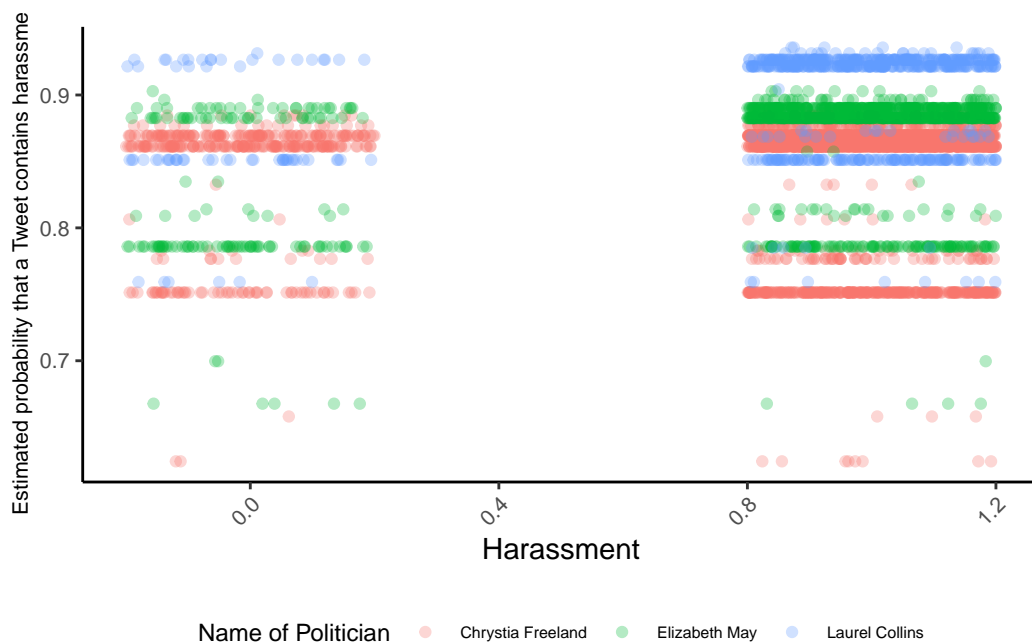 Estimated probability that a Tweet contains harassme
0.9
0.8
0.7
0.0
0.4
0.8
1.2
Harassment
Name of Politician
Chrystia Freeland
Elizabeth May
Laurel Collins